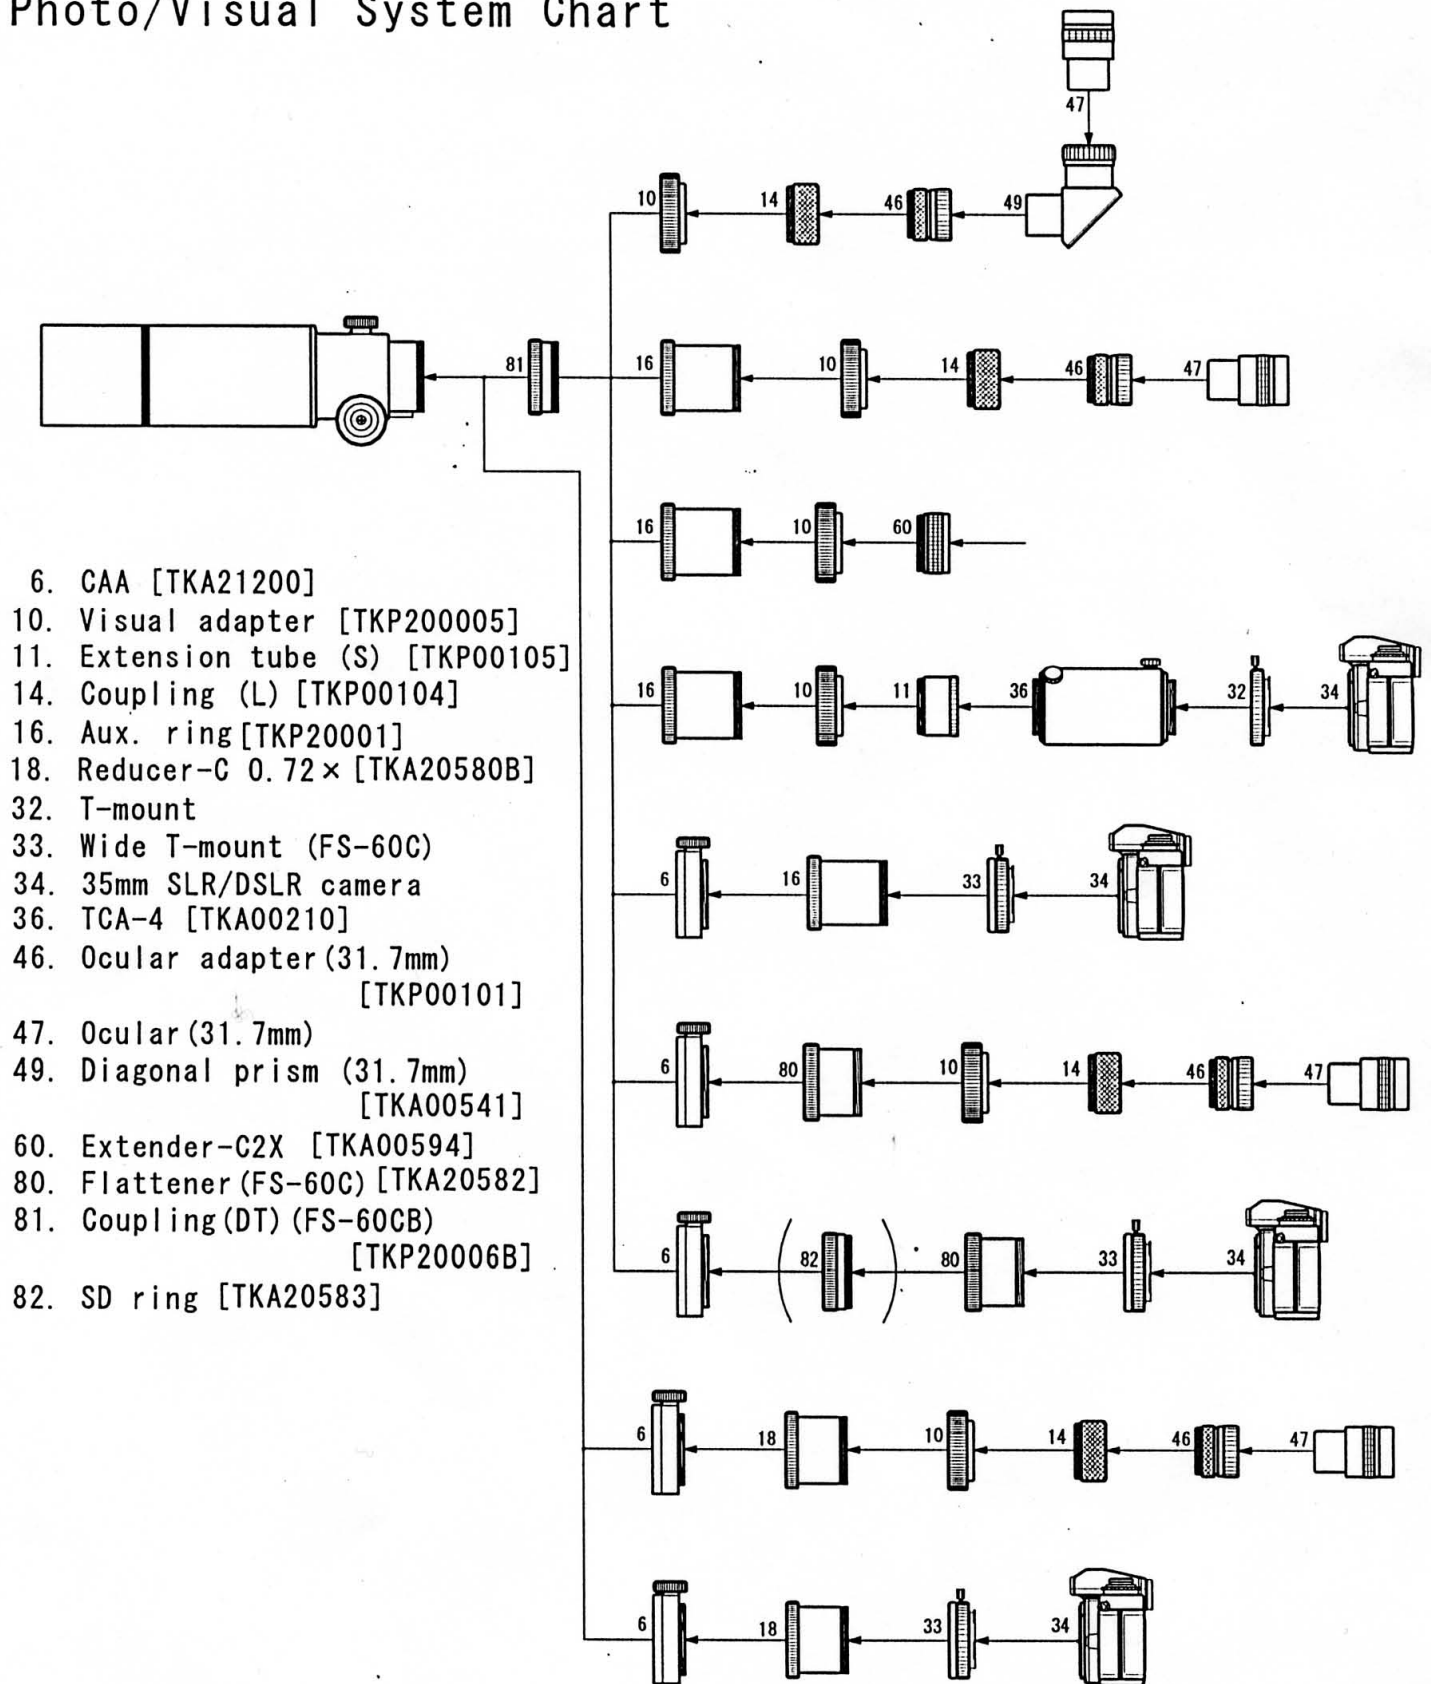 Photo/Visual System Chart
47
10 14 46 49
81 16 10 14 46 47
16 10 60
6. CAA [TKA21200]
10. Visual adapter [TKP200005]
11. Extension tube (S) [TKP00105]
14. Coupling (L) [TKP00104]
16. Aux. ring[TKP20001]
18. Reducer-C 0.72× [TKA20580B]
32. T-mount
33. Wide T-mount (FS-60C)
34. 35mm SLR/DSLR camera
36. TCA-4 [TKA00210]
46. Ocular adapter(31.7mm)
[TKP00101]
47. Ocular(31.7mm)
49. Diagonal prism (31.7mm)
[TKA00541]
60. Extender-C2X [TKA00594]
80. Flattener(FS-60C)[TKA20582]
81. Coupling(DT)(FS-60CB)
[TKP20006B]
82. SD ring [TKA20583]
16 10 11 36 32 34
6 16 33 34
6 80 10 14 46 47
6 ( 82 ) 80 33 34
6 18 10 14 46 47
6 18 33 34